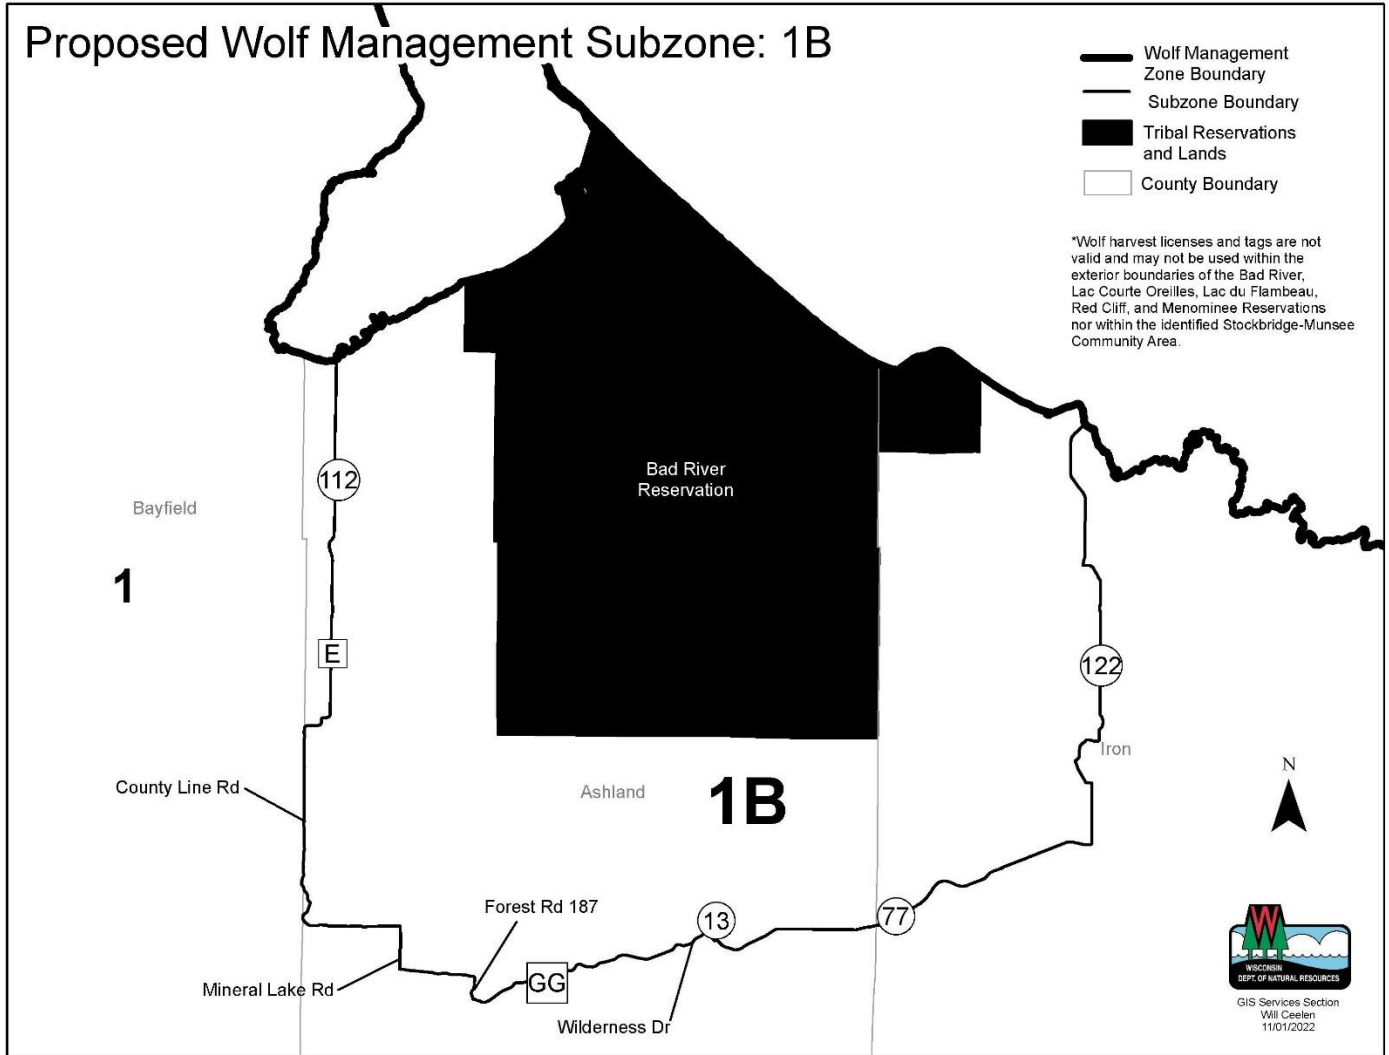 Proposed Wolf Management Subzone: 1B
Wolf Management
Zone Boundary
Subzone Boundary
Tribal Reservations
and Lands
County Boundary
*Wolf harvest licenses and tags are not
valid and may not be used within the
exterior boundaries of the Bad River,
Lac Courte Oreilles, Lac du Flambeau,
Red Cliff, and Menominee Reservations
nor within the identified Stockbridge-Munsee
Community Area.
Bad River
Reservation
112
Bayfield
1
E
122
Iron
County Line Rd
Ashland
1B
N
Forest Rd 187
13
77
Mineral Lake Rd
GG
Wilderness Dr
W
WISCONSIN
DEPT. OF NATURAL RESOURCES
GIS Services Section
Will Ceelen
11/01/2022